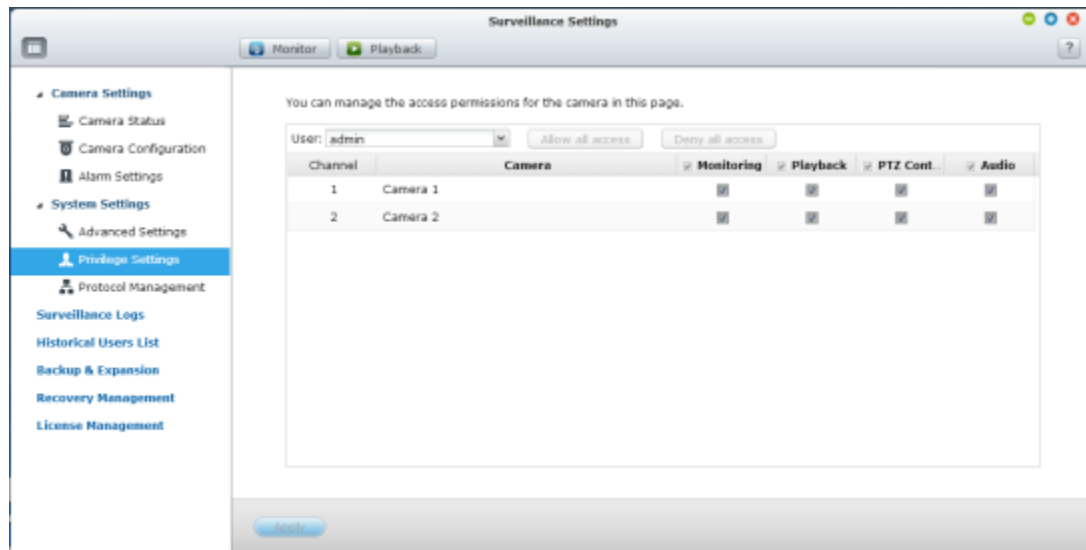 Surveillance Settings
Monitor
Playback
?
Camera Settings
Camera Status
Camera Configuration
Alarm Settings
System Settings
Advanced Settings
Privilege Settings
Protocol Management
Surveillance Logs
Historical Users List
Backup & Expansion
Recovery Management
License Management
You can manage the access permissions for the camera in this page.
User: admin Allow all access Deny all access
Channel Camera Monitoring Playback PTZ Cont... Audio
1 Camera 1
2 Camera 2
Apply